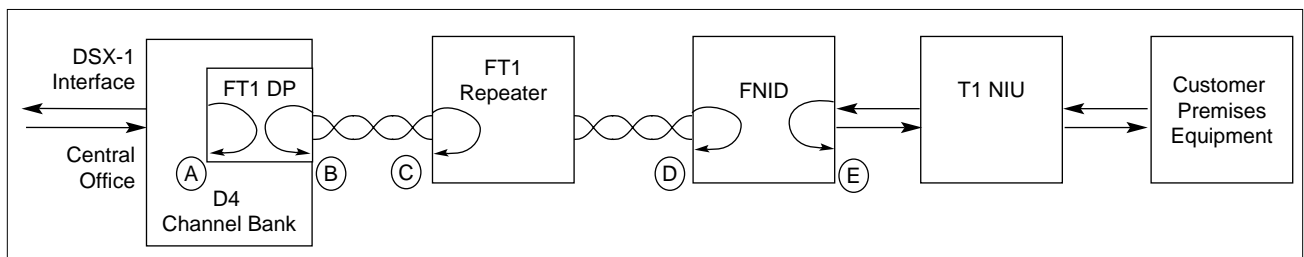 DSX-1
Interface
Central
Office
FT1 DP
D4
Channel Bank
A
B
FT1
Repeater
C
FNID
D
E
T1 NIU
Customer
Premises
Equipment